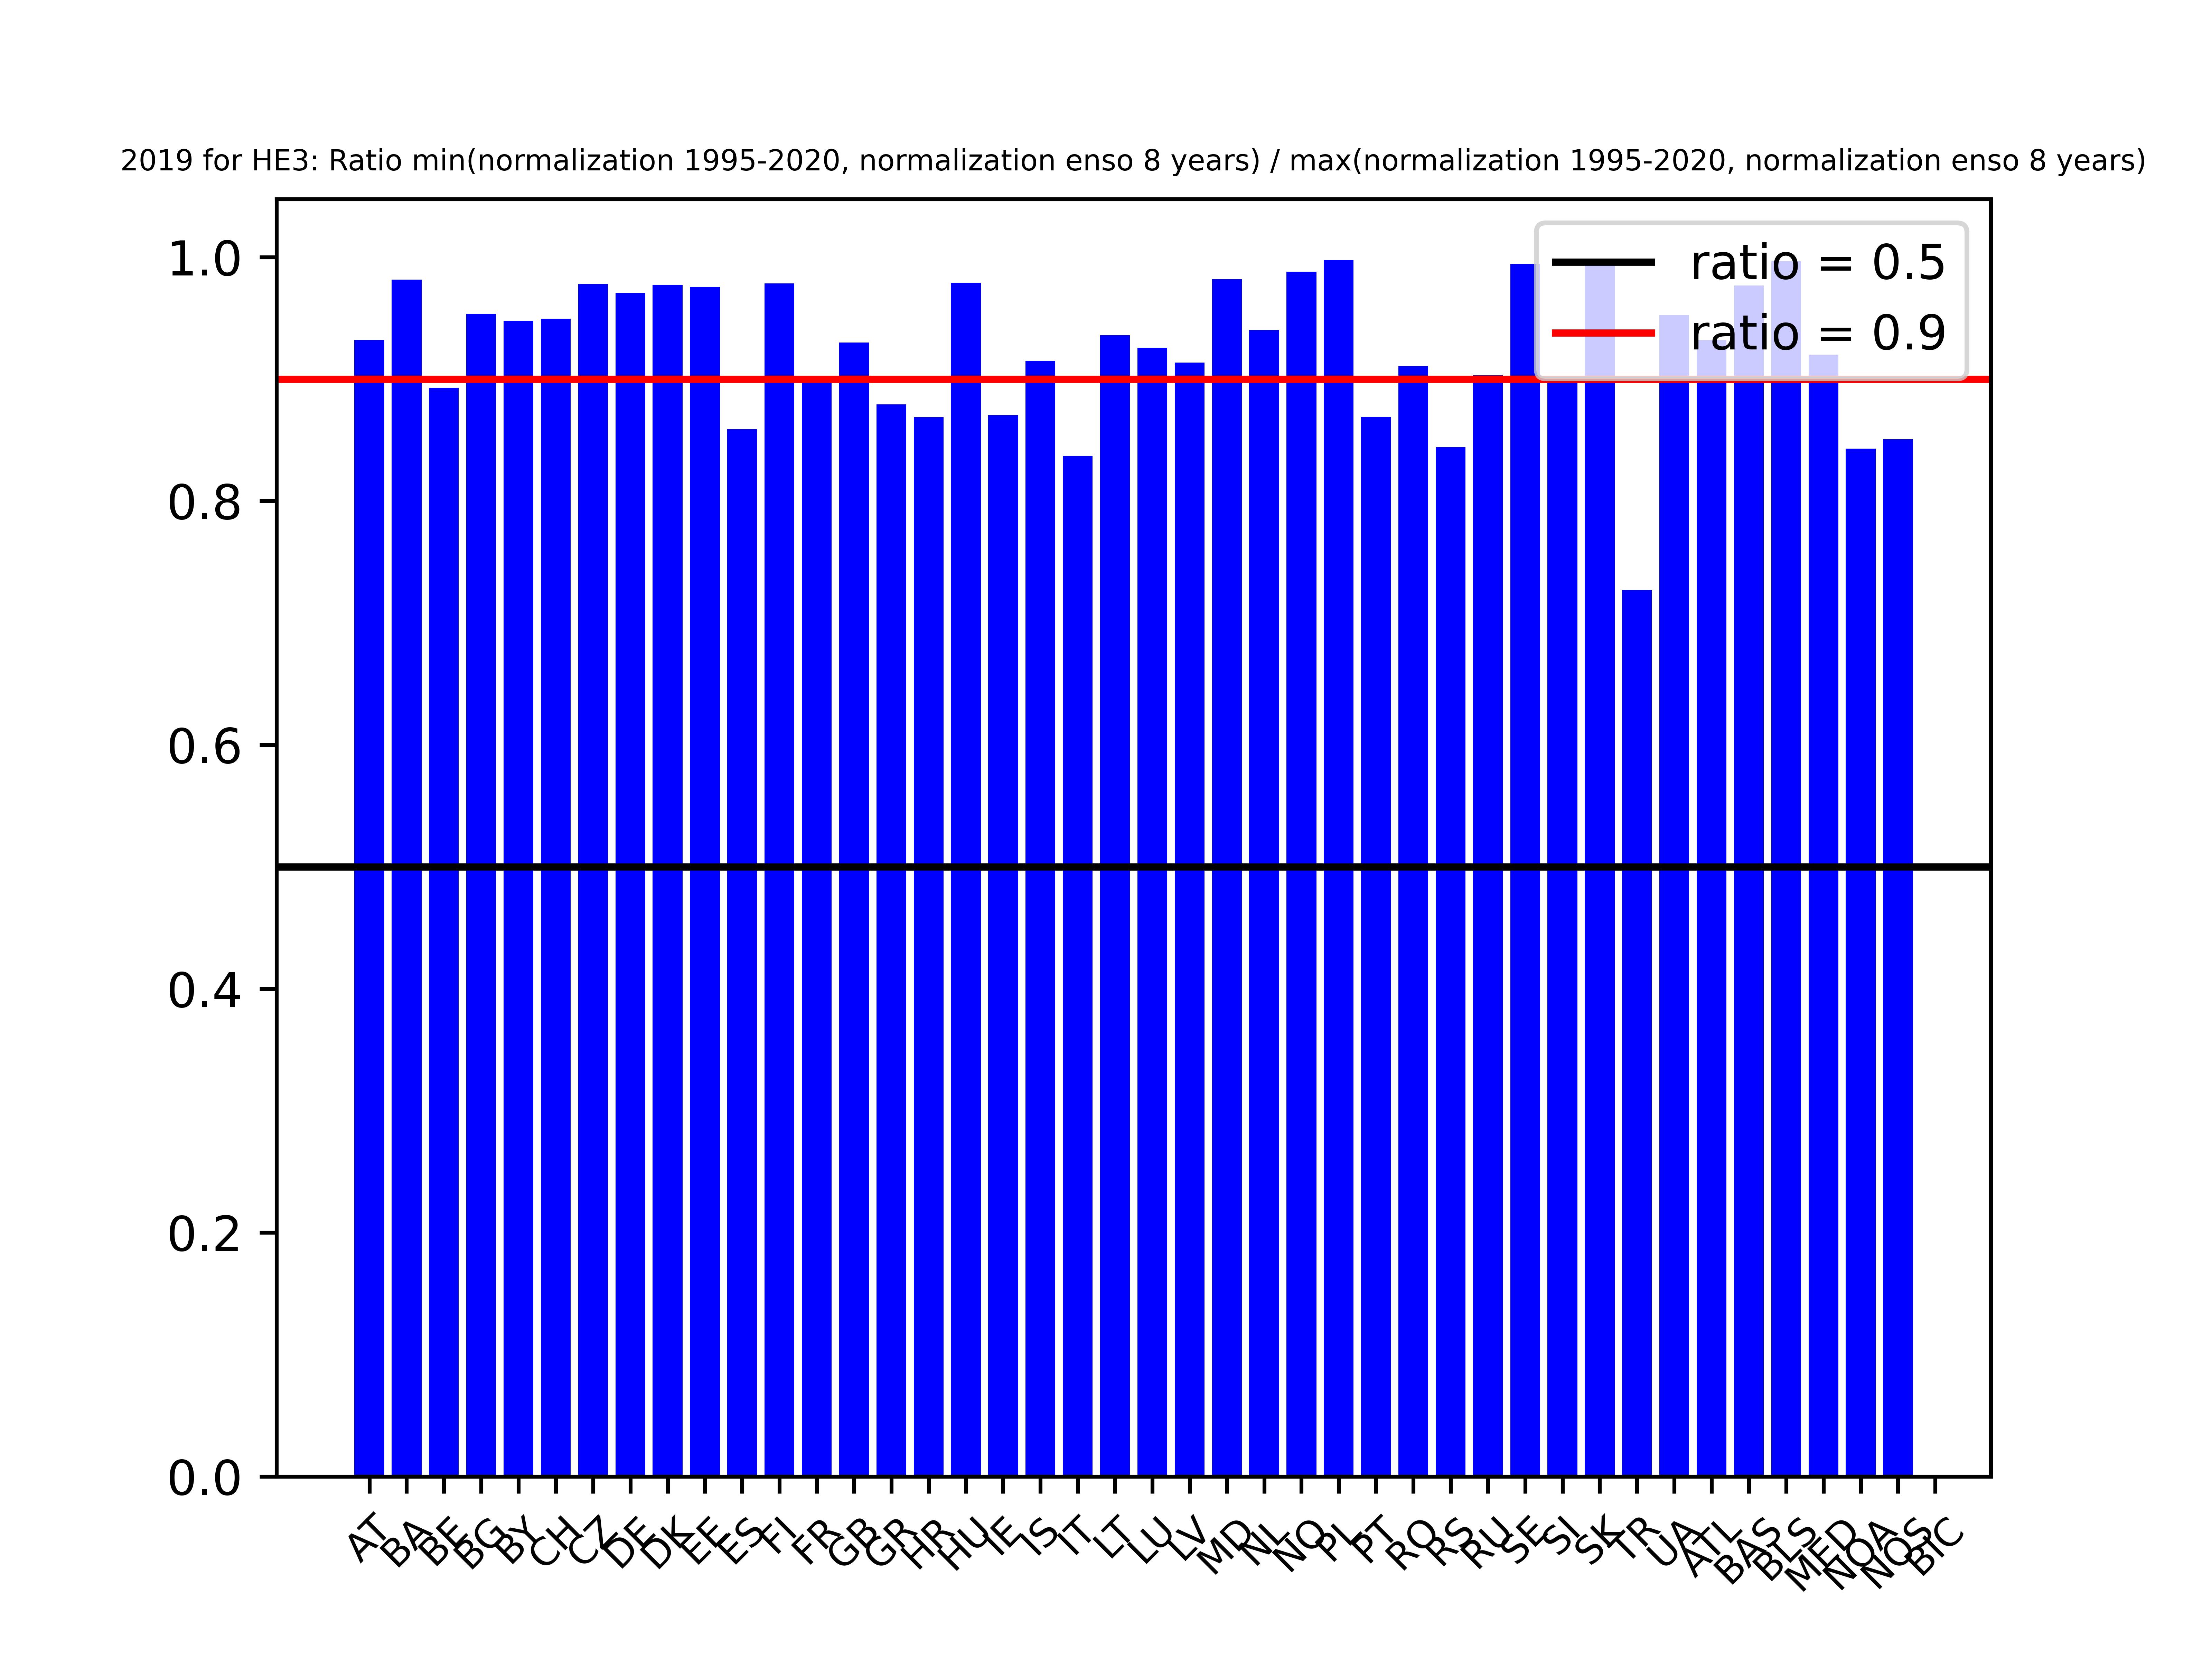 2019 for HE3: Ratio min(normalization 1995-2020, normalization enso 8 years) / max(normalization 1995-2020, normalization enso 8 years)
ratio = 0.5
ratio = 0.9
1.0
0.8
0.6
0.4
0.2
0.0
AT BA BE BG BY CH CZ DE DK EE ES FI FR GB GR HR HU IE IS IT LT LU LV MD NL NO PL PT RO RS RU SE SI SK TR UA ATL BAS BLS MED NOA NOS BIC